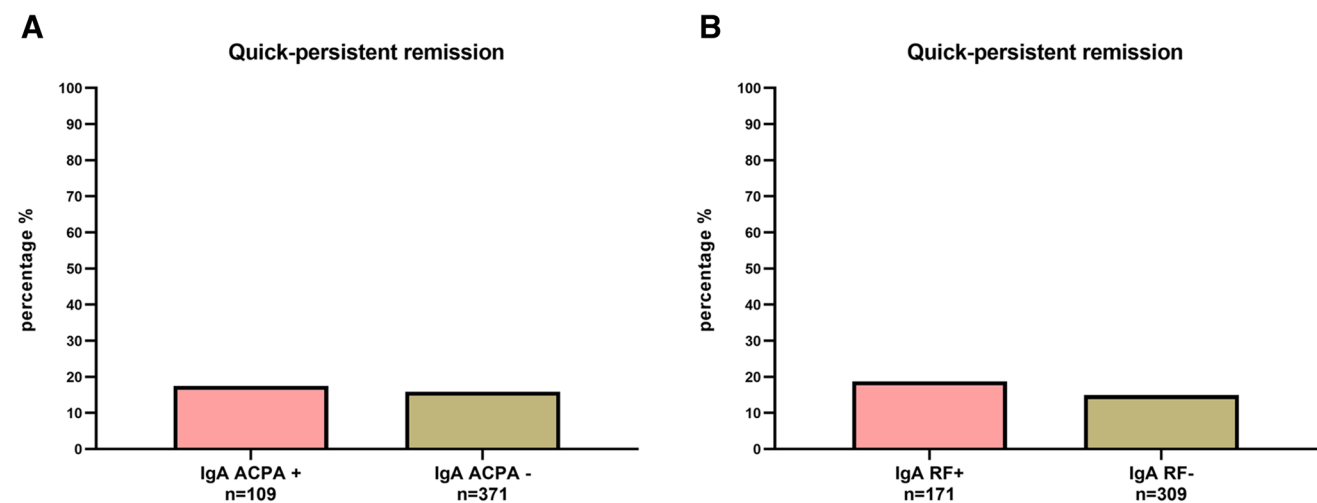 A
Quick-persistent remission
percentage %
100
90
80
70
60
50
40
30
20
10
0
IgA ACPA +
n=109
IgA ACPA -
n=371
B
Quick-persistent remission
percentage %
100
90
80
70
60
50
40
30
20
10
0
IgA RF+
n=171
IgA RF-
n=309